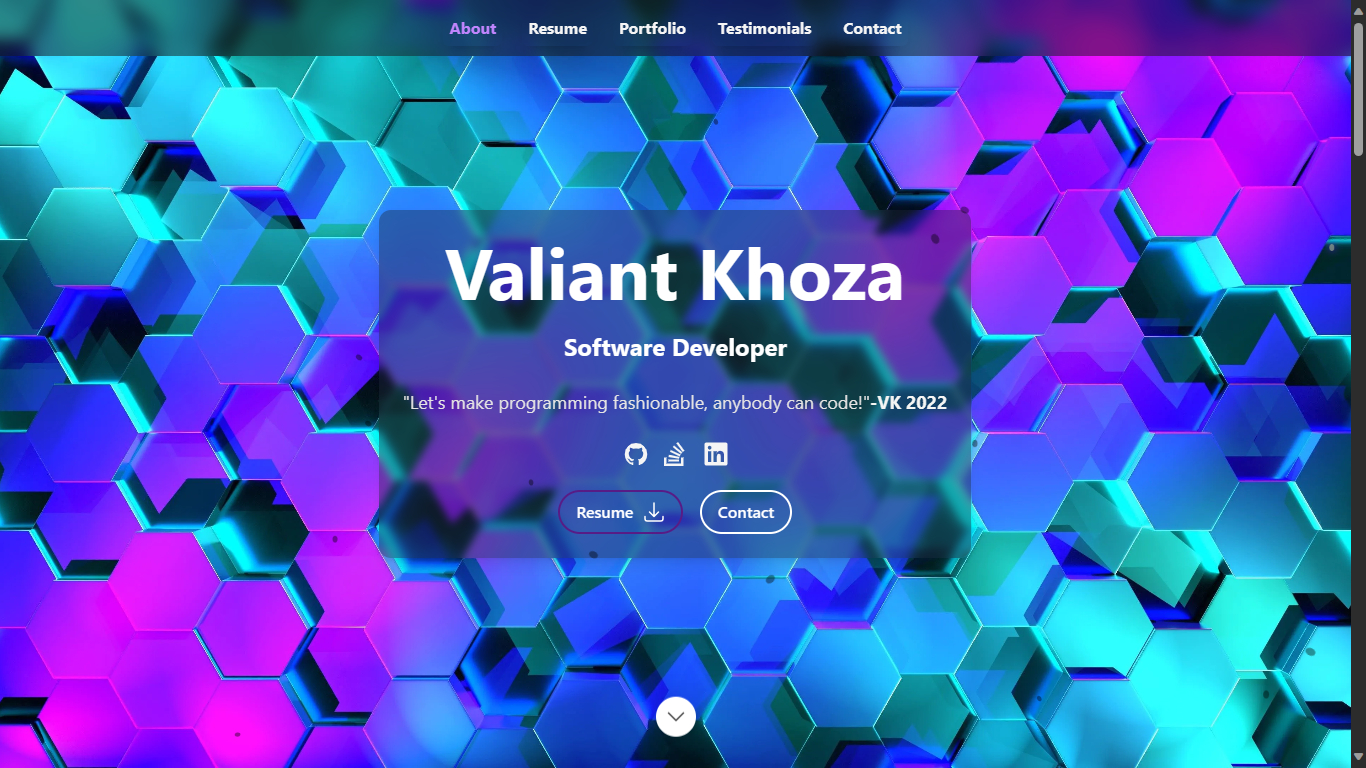 About Resume Portfolio Testimonials Contact
Valiant Khoza
Software Developer
"Let's make programming fashionable, anybody can code!"-VK 2022
in
Resume Contact